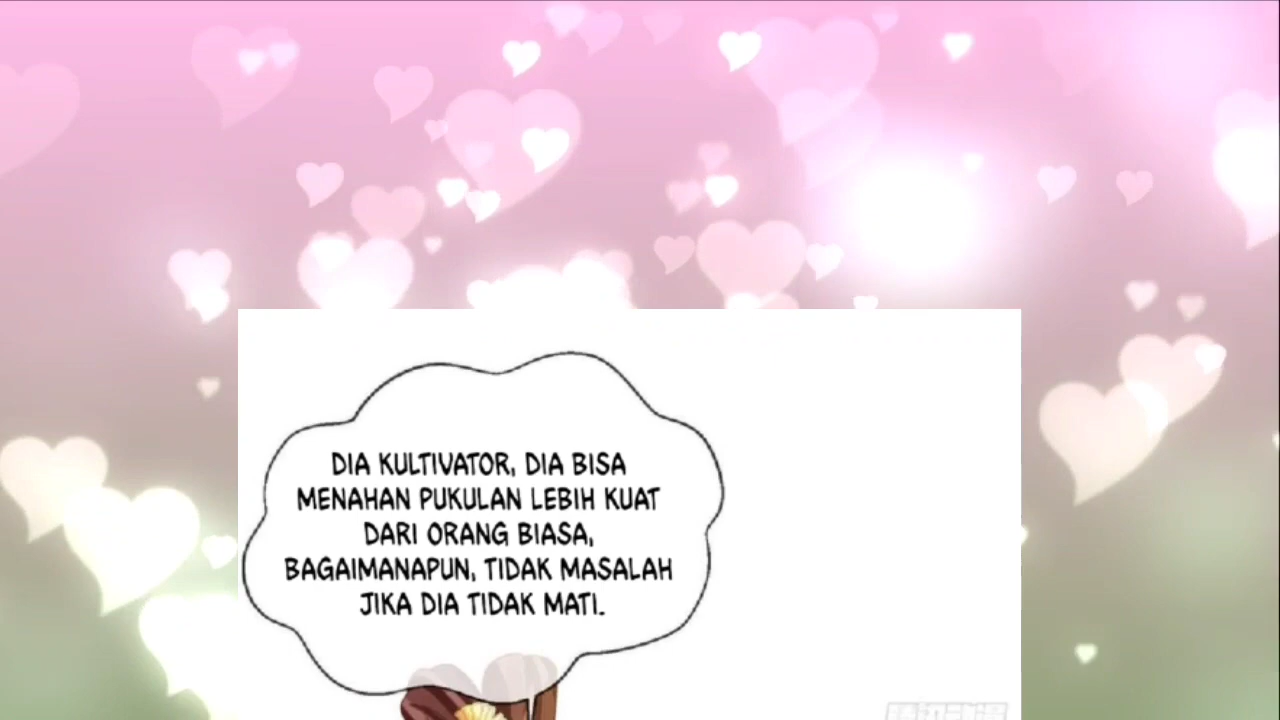 DIA KULTIVATOR, DIA BISA
MENAHAN PUKULAN LEBIH KUAT
DARI ORANG BIASA,
BAGAIMANAPUN, TIDAK MASALAH
JIKA DIA TIDAK MATI.